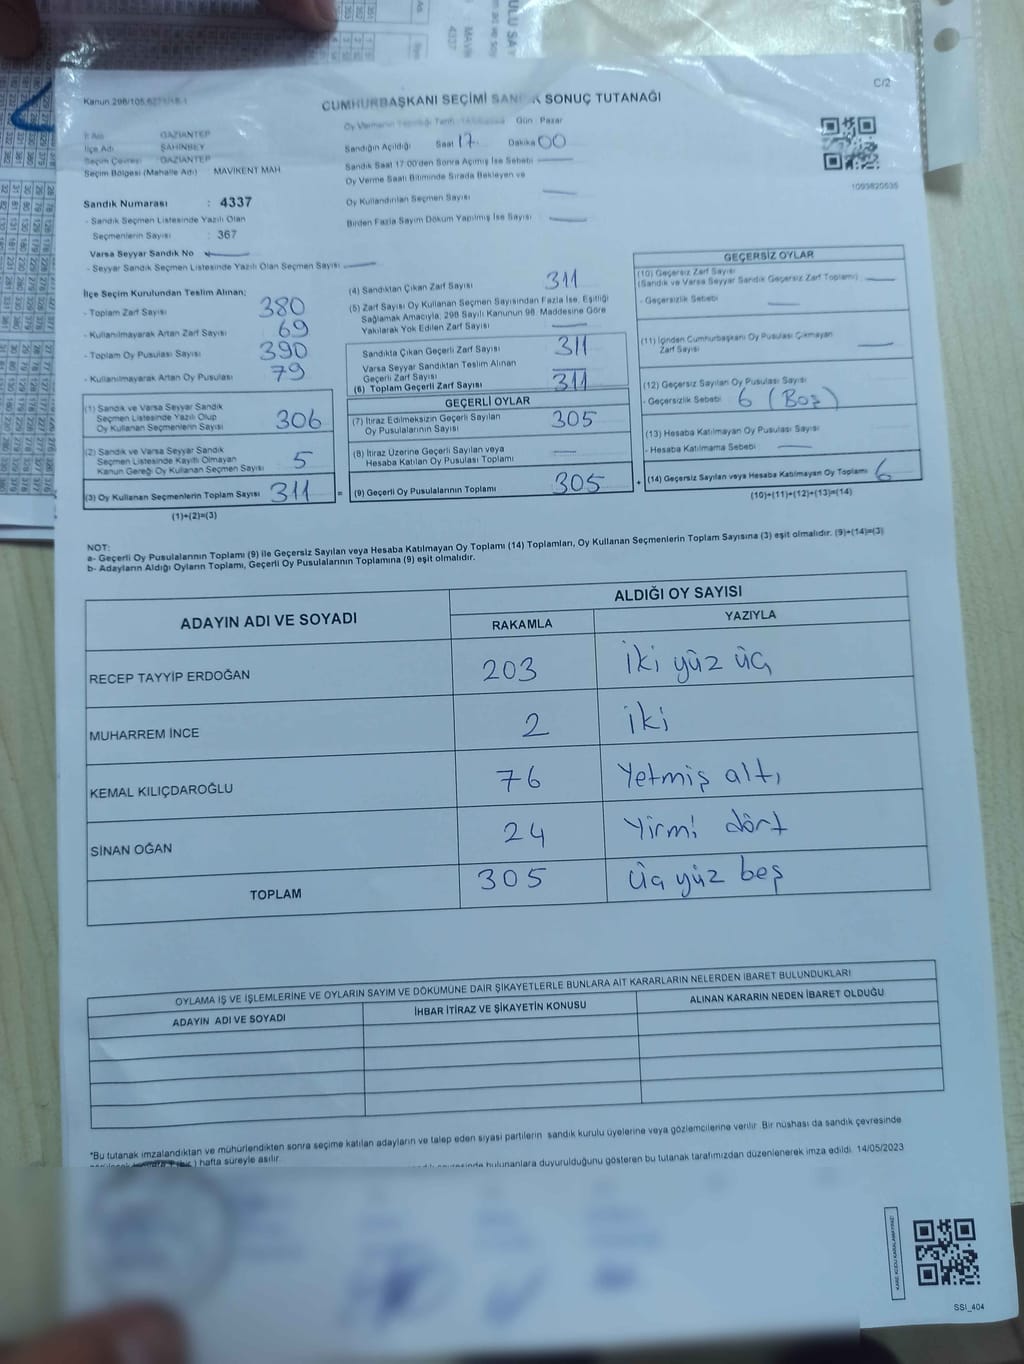 C/2
Kanun 298/105
CUMHURBAŞKANI SEÇİMİ SANDIK SONUÇ TUTANAĞI
Oy Vermenin Yapıldığı Tarih Gün Pazar
İl Adı : GAZİANTEP
İlçe Adı : ŞAHİNBEY
Seçim Çevresi : GAZİANTEP
Seçim Bölgesi (Mahalle Adı) : MAVİKENT MAH
Sandığın Açıldığı Saat 17 Dakika 00
Sandık Saat 17:00'den Sonra Açılmış İse Sebebi
Oy Verme Saati Bitiminde Sırada Bekleyen ve
Oy Kullandırılan Seçmen Sayısı
Birden Fazla Sayım Döküm Yapılmış İse Sayısı
1093820535
Sandık Numarası : 4337
- Sandık Seçmen Listesinde Yazılı Olan
Seçmenlerin Sayısı : 367
Varsa Seyyar Sandık No
- Seyyar Sandık Seçmen Listesinde Yazılı Olan Seçmen Sayısı
İlçe Seçim Kurulundan Teslim Alınan;
- Toplam Zarf Sayısı 380
- Kullanılmayarak Artan Zarf Sayısı 69
- Toplam Oy Pusulası Sayısı 390
- Kullanılmayarak Artan Oy Pusulası 79
(1) Sandık ve Varsa Seyyar Sandık
Seçmen Listesinde Yazılı Olup
Oy Kullanan Seçmenlerin Sayısı 306
(2) Sandık ve Varsa Seyyar Sandık
Seçmen Listesinde Kayıtlı Olmayan
Kanun Gereği Oy Kullanan Seçmen Sayısı 5
(3) Oy Kullanan Seçmenlerin Toplam Sayısı 311
(1)+(2)=(3)
(4) Sandıktan Çıkan Zarf Sayısı 311
(5) Zarf Sayısı Oy Kullanan Seçmen Sayısından Fazla İse, Eşitliği
Sağlamak Amacıyla, 298 Sayılı Kanunun 98. Maddesine Göre
Yakılarak Yok Edilen Zarf Sayısı
Sandıkta Çıkan Geçerli Zarf Sayısı 311
Varsa Seyyar Sandıktan Teslim Alınan
Geçerli Zarf Sayısı
(6) Toplam Geçerli Zarf Sayısı 311
GEÇERLİ OYLAR
(7) İtiraz Edilmeksizin Geçerli Sayılan
Oy Pusulalarının Sayısı 305
(8) İtiraz Üzerine Geçerli Sayılan veya
Hesaba Katılan Oy Pusulası Toplamı
= (9) Geçerli Oy Pusulalarının Toplamı 305
GEÇERSİZ OYLAR
(10) Geçersiz Zarf Sayısı
(Sandık ve Varsa Seyyar Sandık Geçersiz Zarf Toplamı)
- Geçersizlik Sebebi
(11) İçinden Cumhurbaşkanı Oy Pusulası Çıkmayan
Zarf Sayısı
(12) Geçersiz Sayılan Oy Pusulası Sayısı
- Geçersizlik Sebebi 6 (Boş)
(13) Hesaba Katılmayan Oy Pusulası Sayısı
- Hesaba Katılmama Sebebi
+ (14) Geçersiz Sayılan veya Hesaba Katılmayan Oy Toplamı 6
(10)+(11)+(12)+(13)=(14)
NOT:
a- Geçerli Oy Pusulalarının Toplamı (9) ile Geçersiz Sayılan veya Hesaba Katılmayan Oy Toplamı (14) Toplamları, Oy Kullanan Seçmenlerin Toplam Sayısına (3) eşit olmalıdır. (9)+(14)=(3)
b- Adayların Aldığı Oyların Toplamı, Geçerli Oy Pusulalarının Toplamına (9) eşit olmalıdır.
ADAYIN ADI VE SOYADI
ALDIĞI OY SAYISI
RAKAMLA YAZIYLA
RECEP TAYYİP ERDOĞAN 203 İki yüz üç
MUHARREM İNCE 2 İki
KEMAL KILIÇDAROĞLU 76 Yetmiş altı
SİNAN OĞAN 24 Yirmi dört
TOPLAM 305 Üç yüz beş
OYLAMA İŞ VE İŞLEMLERİNE VE OYLARIN SAYIM VE DÖKÜMÜNE DAİR ŞİKAYETLERLE BUNLARA AİT KARARLARIN NELERDEN İBARET BULUNDUKLARI
ADAYIN ADI VE SOYADI İHBAR İTİRAZ VE ŞİKAYETİN KONUSU ALINAN KARARIN NEDEN İBARET OLDUĞU
*Bu tutanak imzalandıktan ve mühürlendikten sonra seçime katılan adayların ve talep eden siyasi partilerin sandık kurulu üyelerine veya gözlemcilerine verilir. Bir nüshası da sandık çevresinde
hafta süreyle asılır.
bulunanlara duyurulduğunu gösteren bu tutanak tarafımızdan düzenlenerek imza edildi. 14/05/2023
KARE KODU KARALAMAYINIZ!
SSI_404